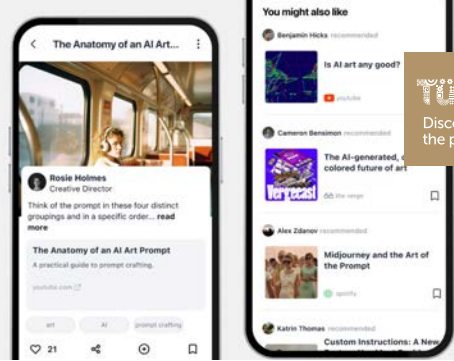 The Anatomy of an AI Art...
Rosie Holmes
Creative Director
Think of the prompt in these four distinct
groupings and in a specific order... read
more
The Anatomy of an AI Art Prompt
A practical guide to prompt crafting.
youtube.com
art
AI
prompt crafting
21
You might also like
Benjamin Hicks recommended
Is AI art any good?
youtube
Cameron Bensimon recommended
The AI-generated,
colored future of art
the verge
Alex Zdanov recommended
Midjourney and the Art of
the Prompt
spotify
Katrin Thomas recommended
Custom Instructions: A New
Disco
the p